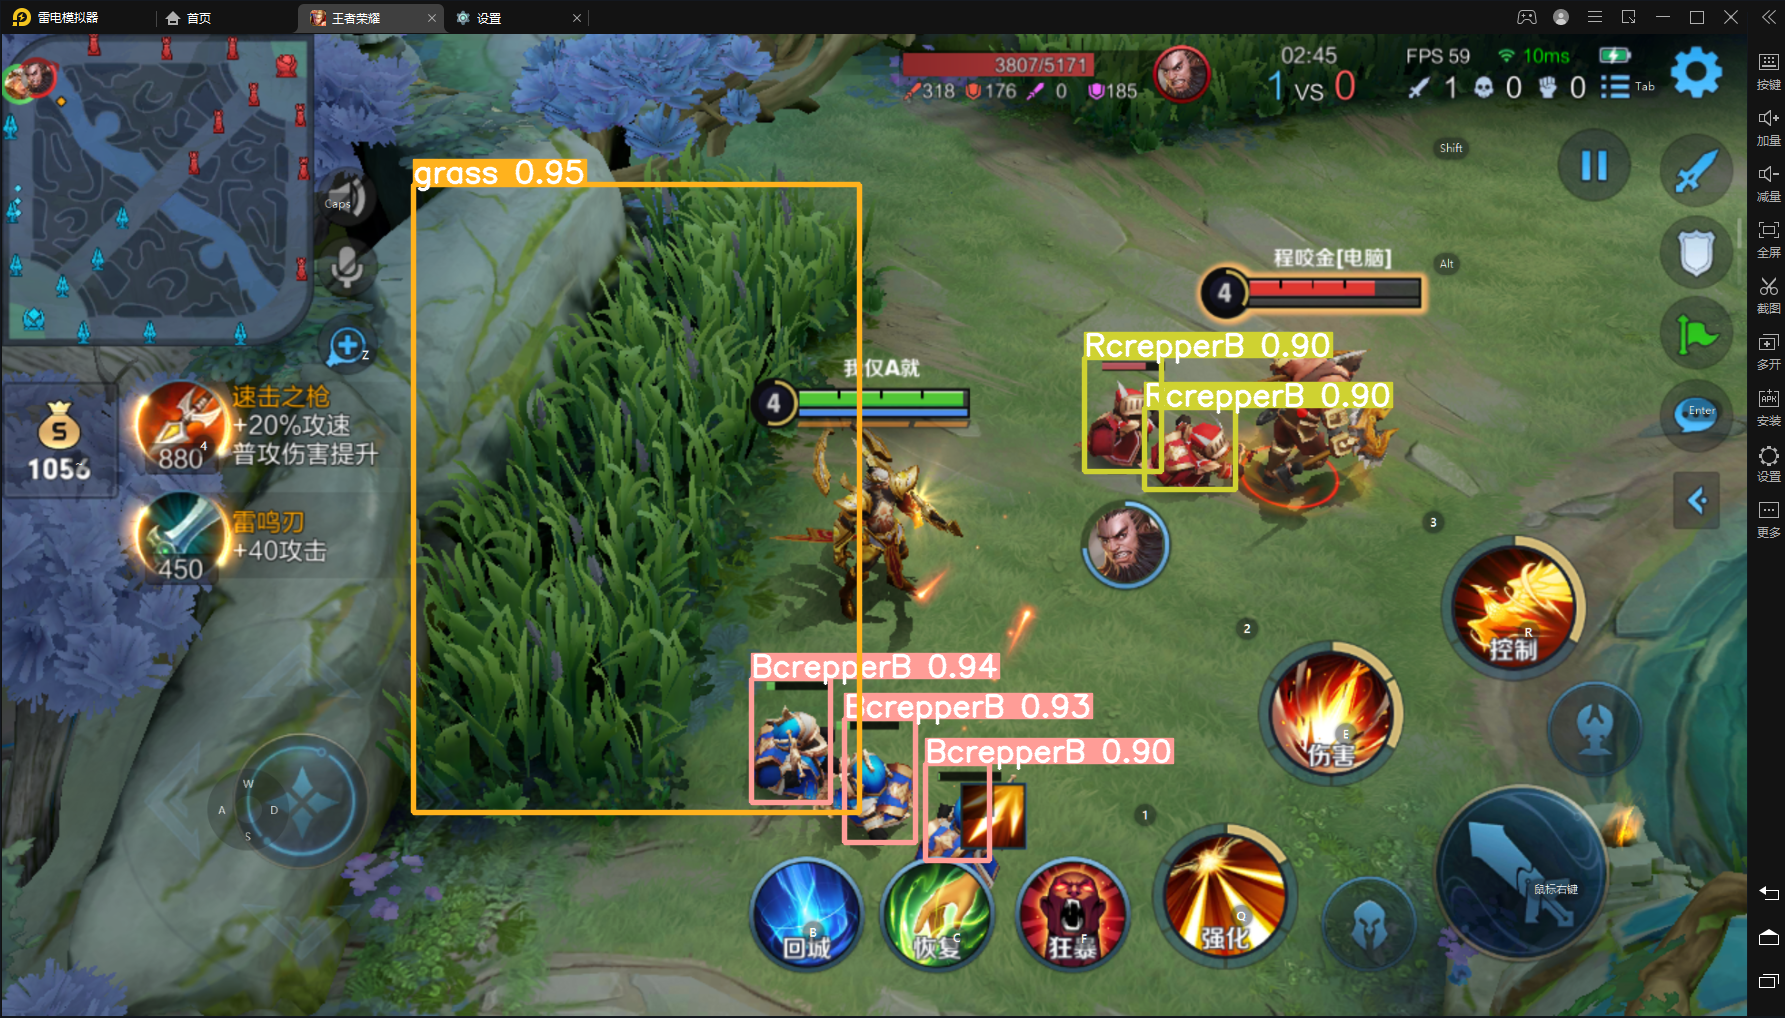 雷电模拟器
首页
王者荣耀
设置
3807/5171
318 176 0 185
02:45
1 VS 0
FPS 59 10ms
1 0 0 Tab
按键
加量
减量
全屏
截图
多开
安装
设置
更多
Shift
Caps
grass 0.95
Alt
程咬金[电脑]
4
RcrepperB 0.90
RcrepperB 0.90
Z
我仅A就
4
Enter
速击之枪
+20%攻速
普攻伤害提升
880 4
1056
雷鸣刃
+40攻击
450
3
2
R
控制
BcrepperB 0.94
BcrepperB 0.93
BcrepperB 0.90
E
伤害
W
A
D
S
1
鼠标右键
B
回城
C
恢复
F
狂暴
Q
强化